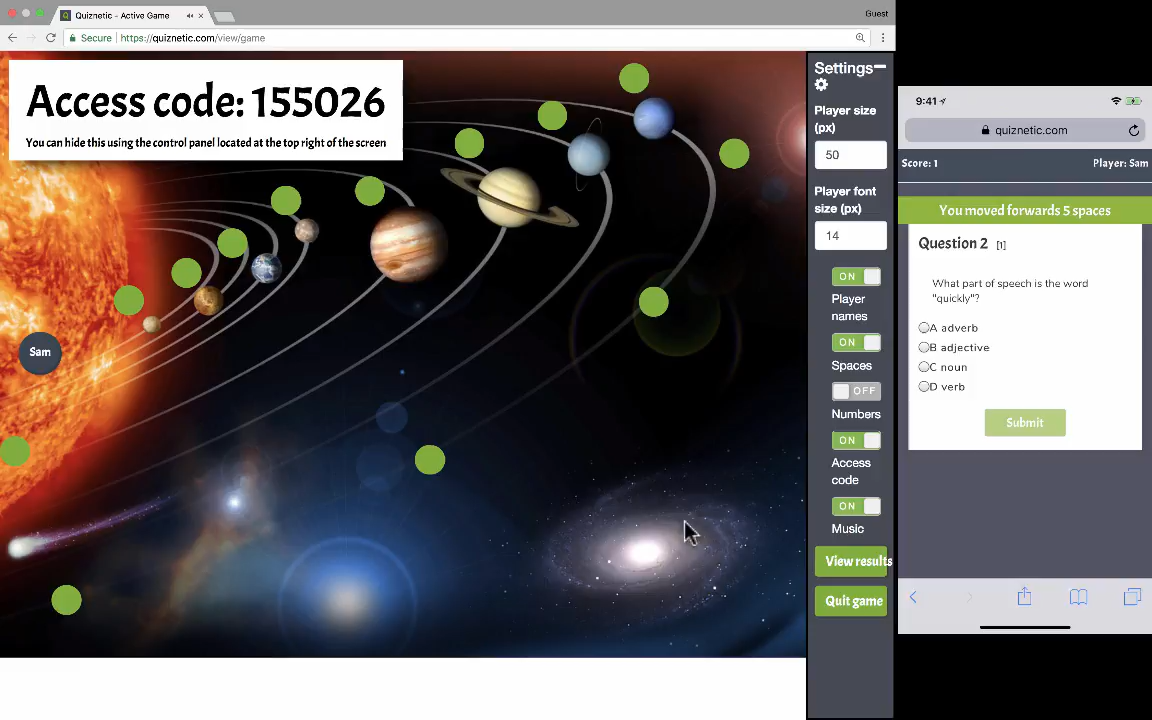 Quiznetic - Active Game
Guest
Secure
https://quiznetic.com/view/game
Access code: 155026
You can hide this using the control panel located at the top right of the screen
Sam
Settings
Player size
(px)
50
Player font
size (px)
14
ON
Player
names
ON
Spaces
OFF
Numbers
ON
Access
code
ON
Music
View results
Quit game
9:41
quiznetic.com
Score: 1
Player: Sam
You moved forwards 5 spaces
Question 2 [1]
What part of speech is the word
"quickly"?
A adverb
B adjective
C noun
D verb
Submit